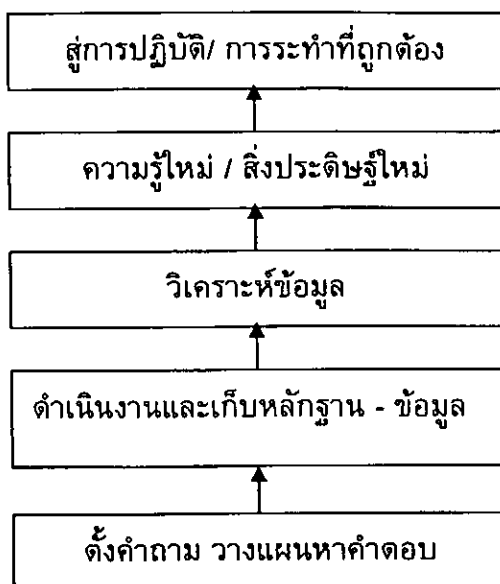 สู่การปฏิบัติ/ การระทำที่ถูกต้อง
ความรู้ใหม่ / สิ่งประดิษฐ์ใหม่
วิเคราะห์ข้อมูล
ดำเนินงานและเก็บหลักฐาน - ข้อมูล
ตั้งคำถาม วางแผนหาคำตอบ